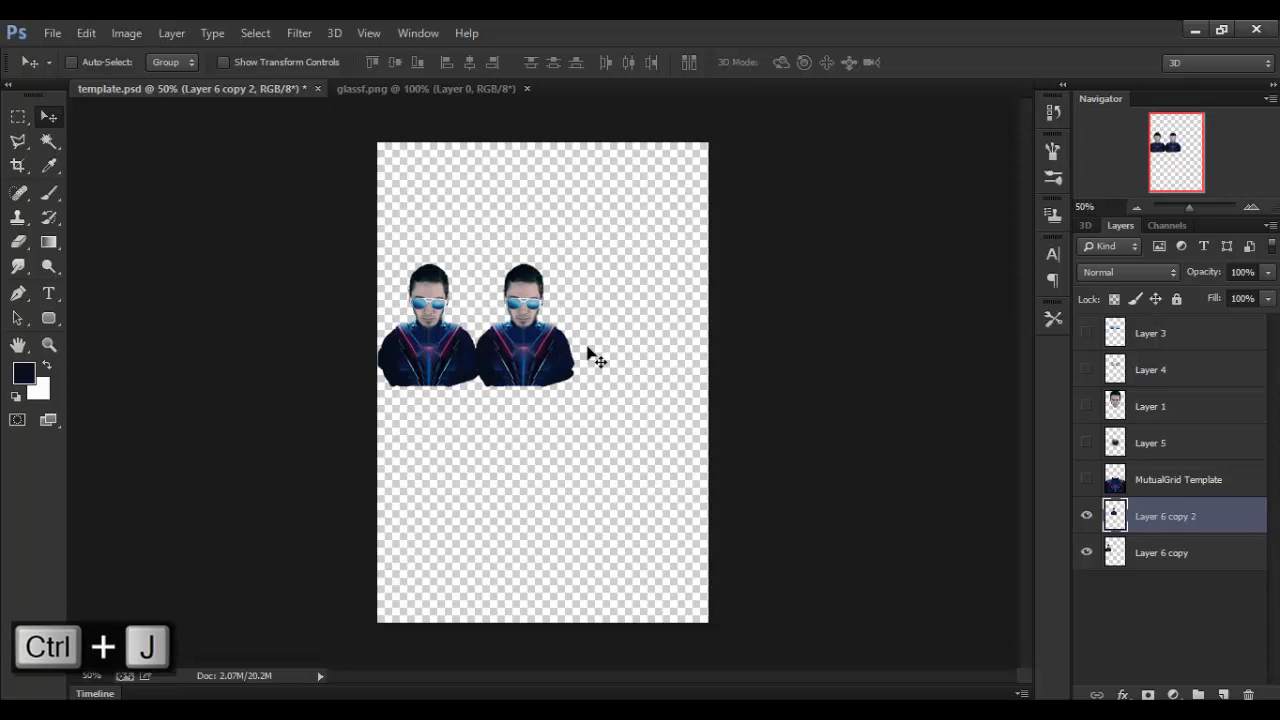 Ps File Edit Image Layer Type Select Filter 3D View Window Help
Auto-Select: Group Show Transform Controls 3D Mode: 3D
template.psd @ 50% (Layer 6 copy 2, RGB/8*) * × glassf.png @ 100% (Layer 0, RGB/8*) ×
Navigator
50%
3D Layers Channels
Kind
Normal Opacity: 100%
Lock: Fill: 100%
Layer 3
Layer 4
Layer 1
Layer 5
MutualGrid Template
Layer 6 copy 2
Layer 6 copy
Ctrl + J
50% Doc: 2.07M/20.2M
Timeline